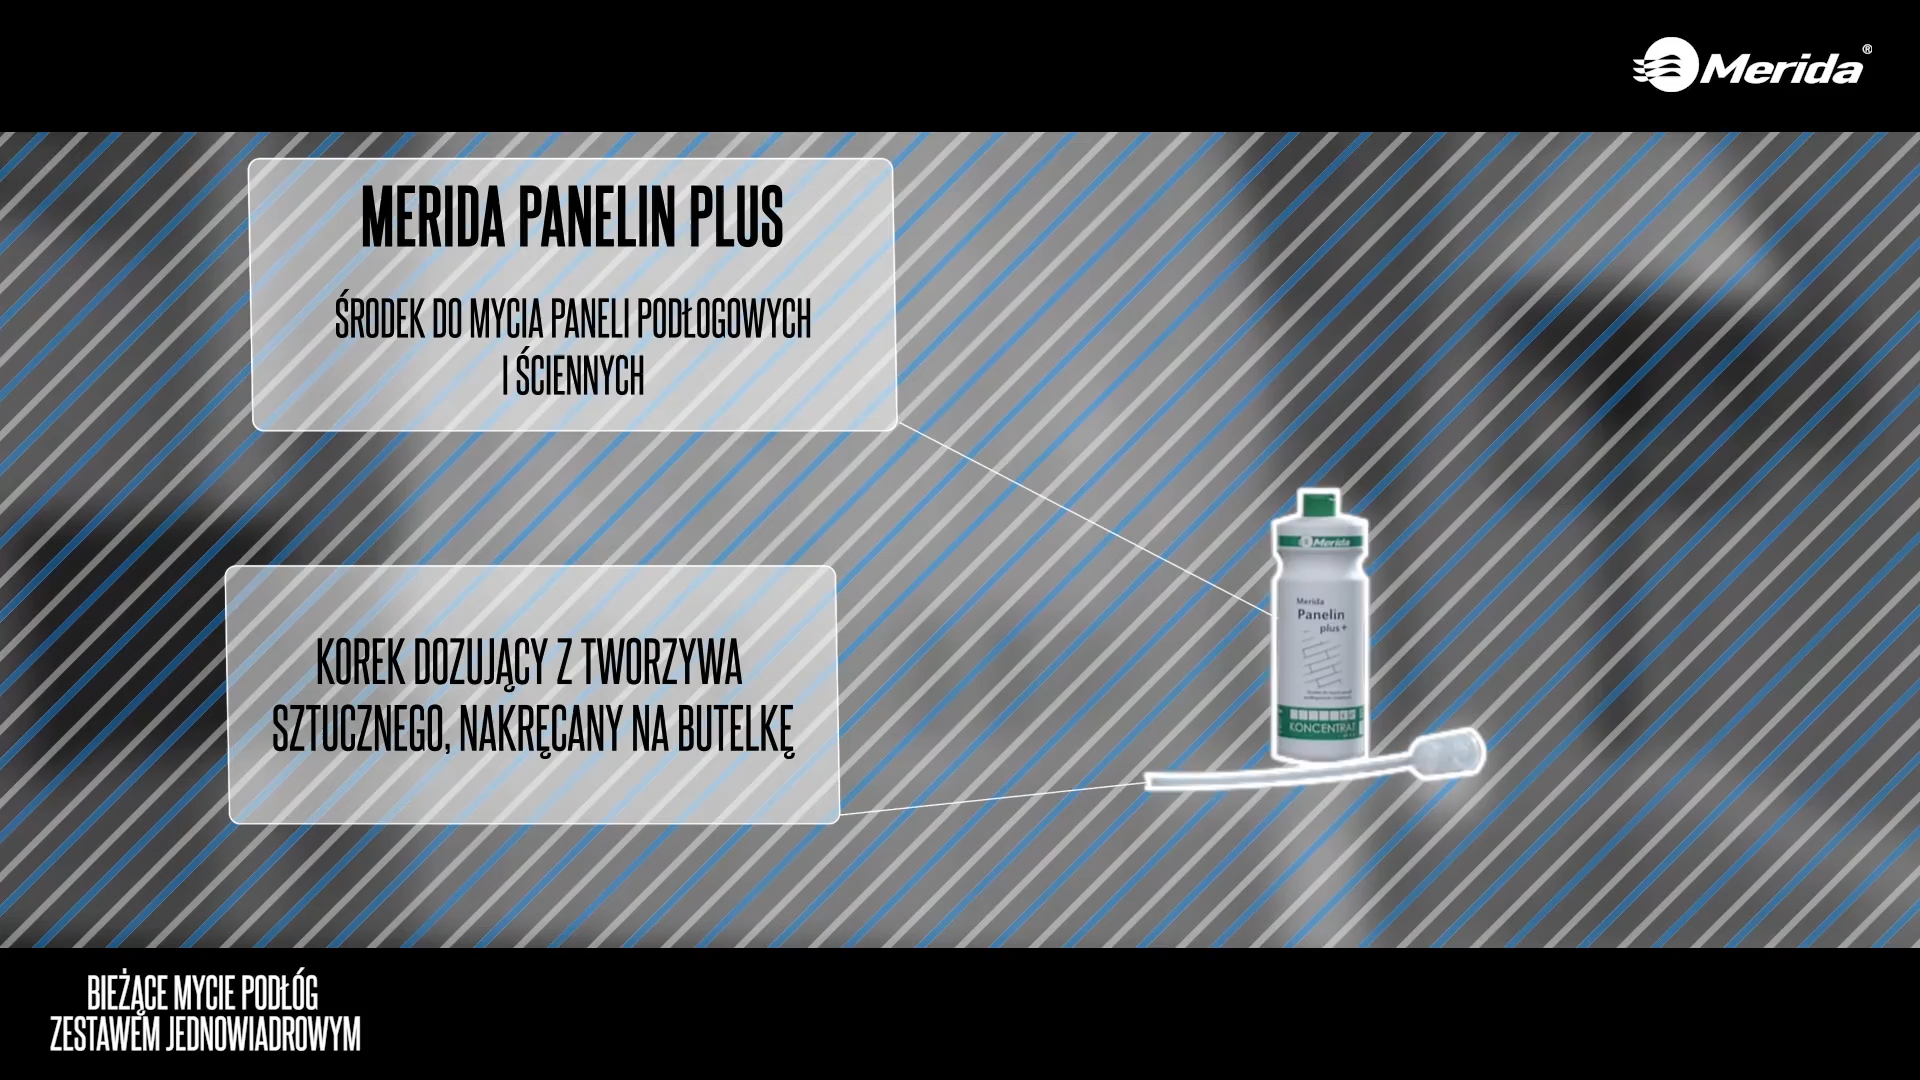 Merida®
MERIDA PANELIN PLUS
ŚRODEK DO MYCIA PANELI PODŁOGOWYCH
I ŚCIENNYCH
Merida
Merida
Panelin
plus+
KONCENTRAT
KOREK DOZUJĄCY Z TWORZYWA
SZTUCZNEGO, NAKRĘCANY NA BUTELKĘ
BIEŻĄCE MYCIE PODŁÓG
ZESTAWEM JEDNOWIADROWYM